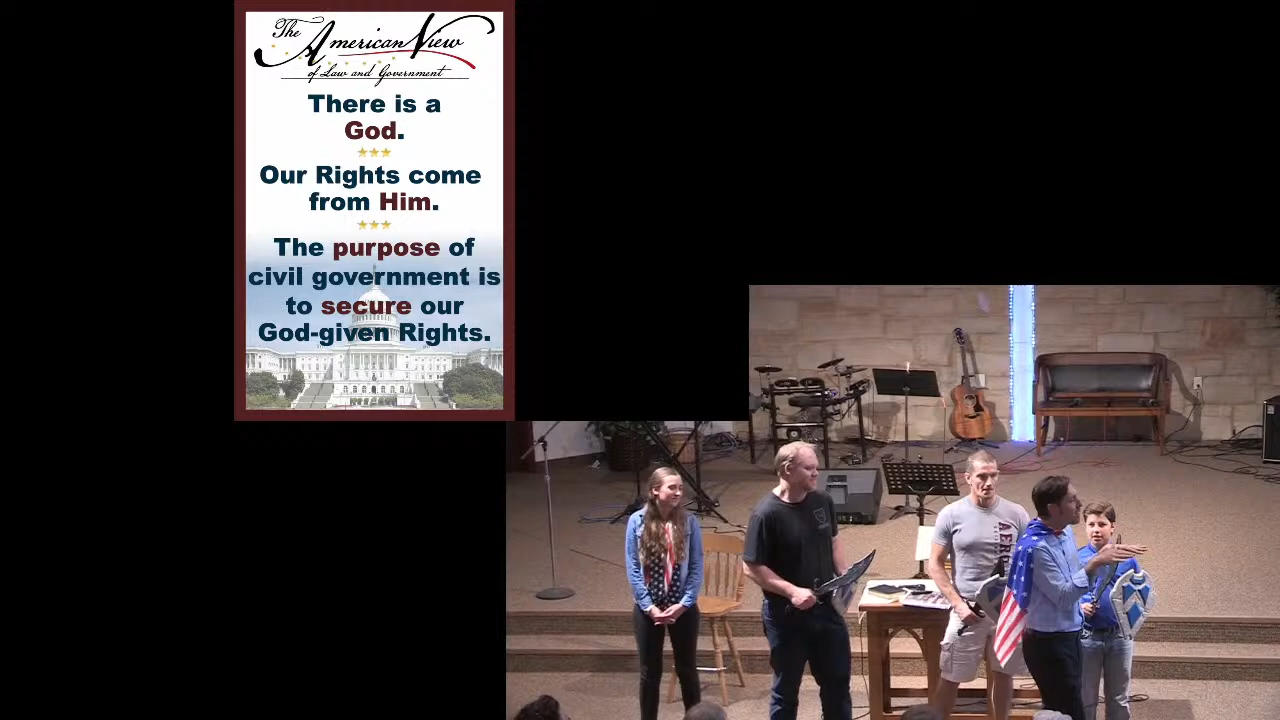 The
American View
of Law and Government
There is a
God.
Our Rights come
from Him.
The purpose of
civil government is
to secure our
God-given Rights.
AERO